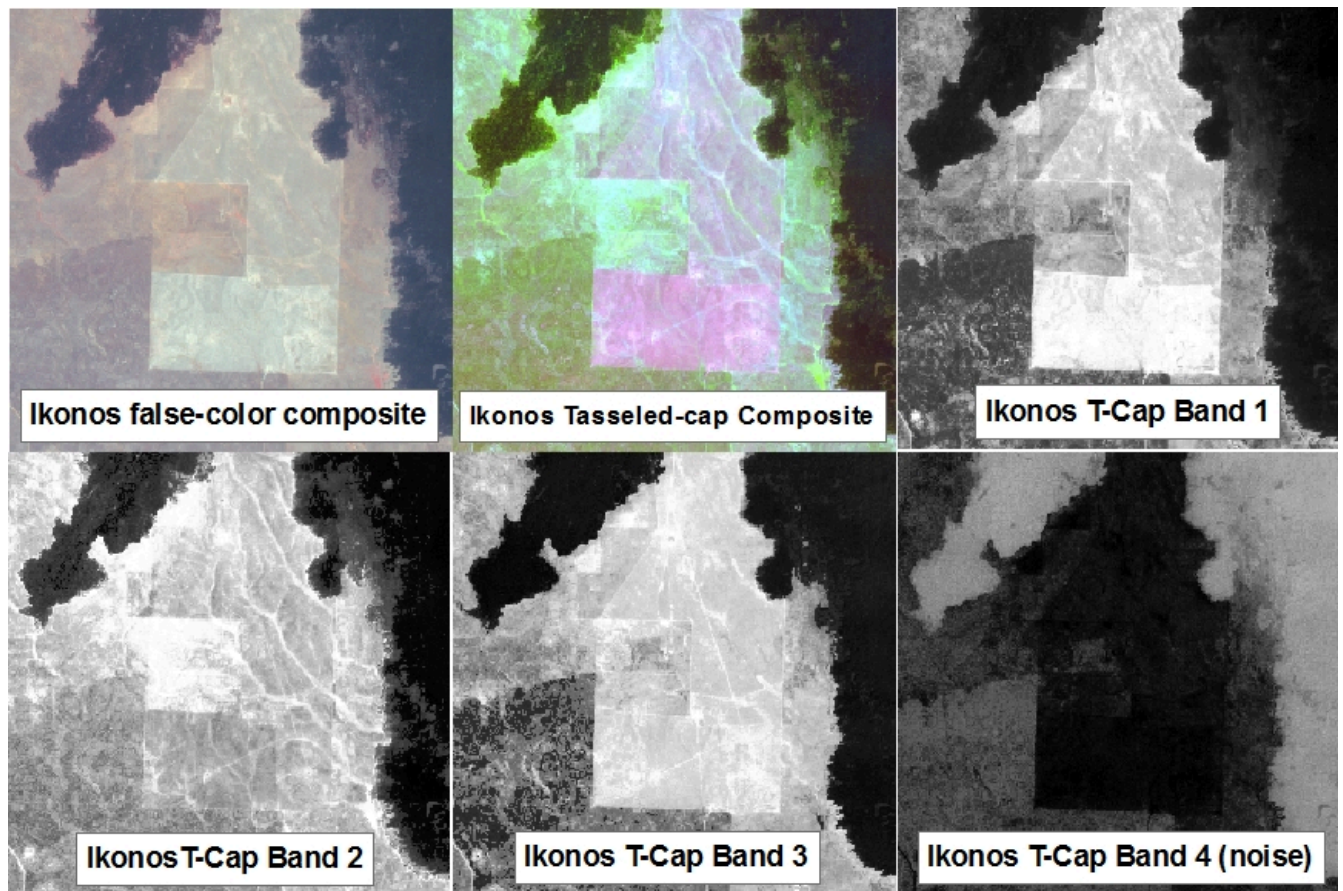 Ikonos false-color composite
Ikonos Tasseled-cap Composite
Ikonos T-Cap Band 1
IkonosT-Cap Band 2
Ikonos T-Cap Band 3
Ikonos T-Cap Band 4 (noise)